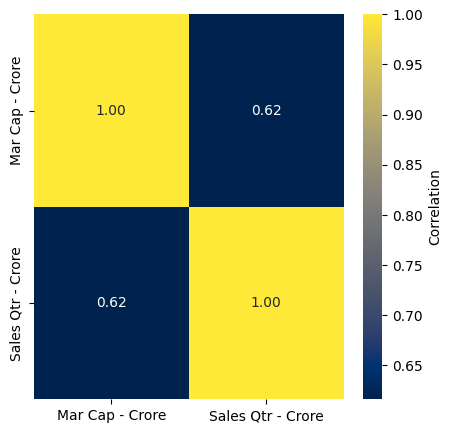 Mar Cap - Crore
Sales Qtr - Crore
1.00
0.62
0.62
1.00
Mar Cap - Crore
Sales Qtr - Crore
1.00
0.95
0.90
0.85
0.80
0.75
0.70
0.65
Correlation